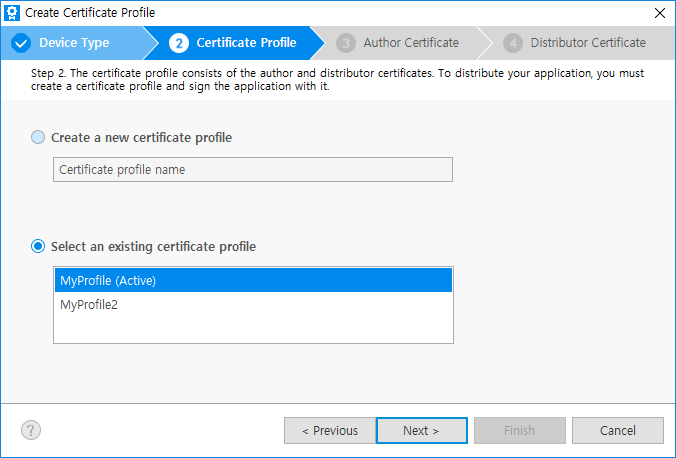 Create Certificate Profile
Device Type
2 Certificate Profile
3 Author Certificate
4 Distributor Certificate
Step 2. The certificate profile consists of the author and distributor certificates. To distribute your application, you must
create a certificate profile and sign the application with it.
Create a new certificate profile
Certificate profile name
Select an existing certificate profile
MyProfile (Active)
MyProfile2
?
< Previous
Next >
Finish
Cancel